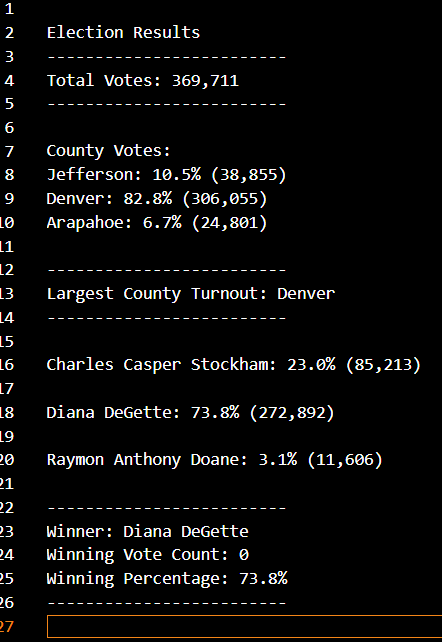 1
2 Election Results
3 -------------------------
4 Total Votes: 369,711
5 -------------------------
6
7 County Votes:
8 Jefferson: 10.5% (38,855)
9 Denver: 82.8% (306,055)
10 Arapahoe: 6.7% (24,801)
11
12 -------------------------
13 Largest County Turnout: Denver
14 -------------------------
15
16 Charles Casper Stockham: 23.0% (85,213)
17
18 Diana DeGette: 73.8% (272,892)
19
20 Raymon Anthony Doane: 3.1% (11,606)
21
22 -------------------------
23 Winner: Diana DeGette
24 Winning Vote Count: 0
25 Winning Percentage: 73.8%
26 -------------------------
27